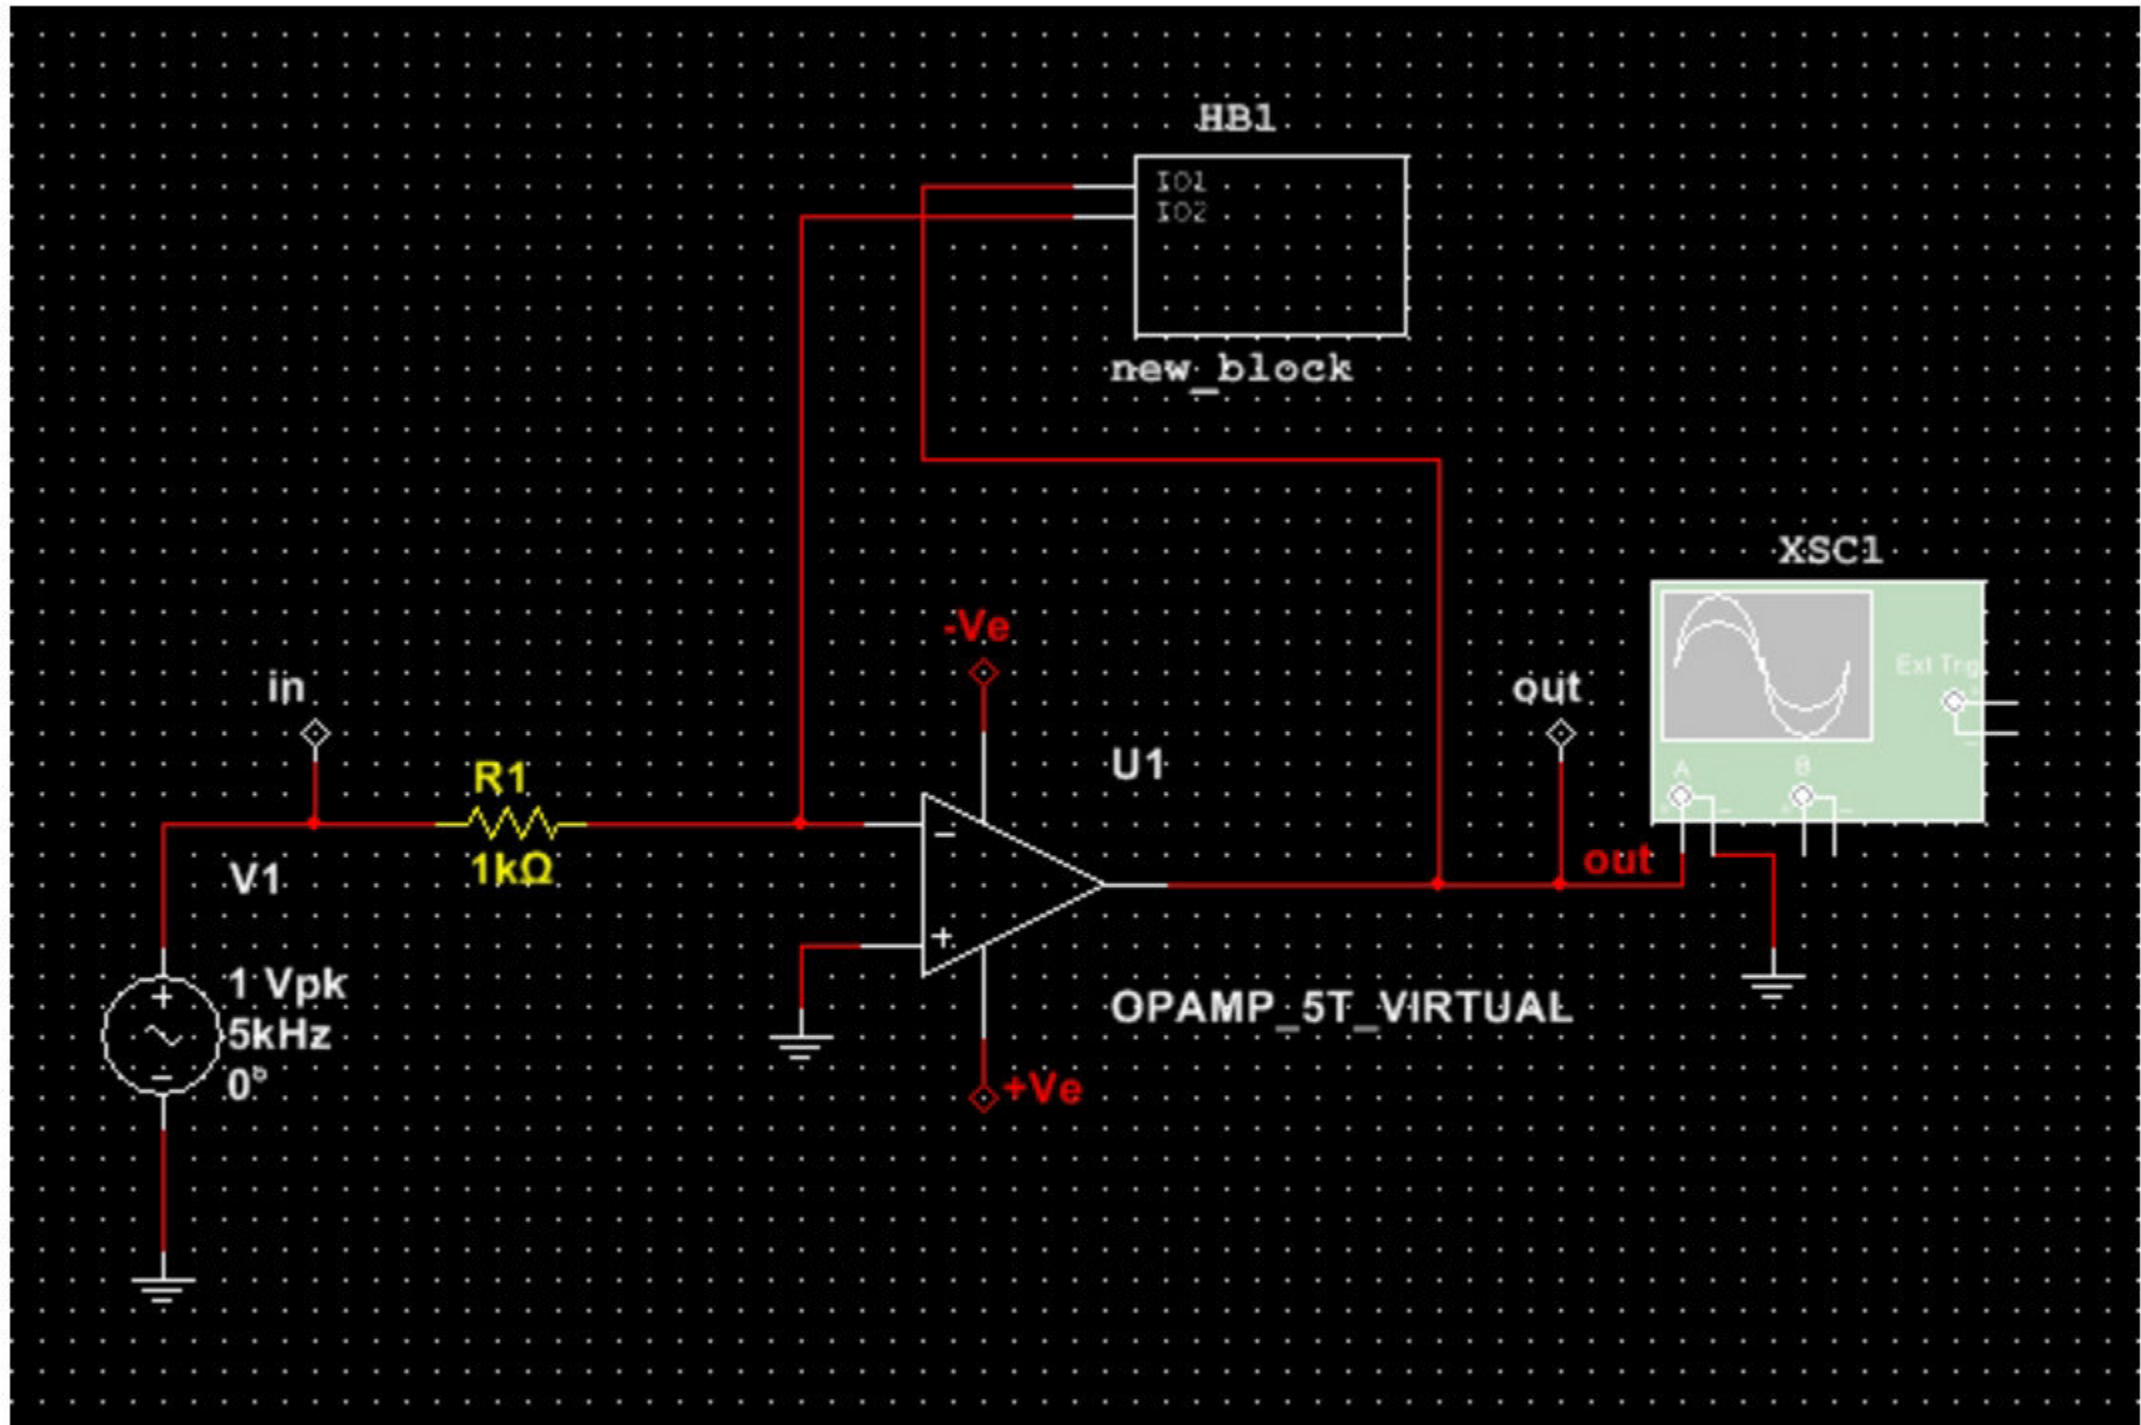 HB1
IO1
IO2
new_block
XSC1
Ext Trg
-Ve
in
out
U1
A
B
R1
1kΩ
out
V1
1 Vpk
5kHz
0°
OPAMP_5T_VIRTUAL
+Ve